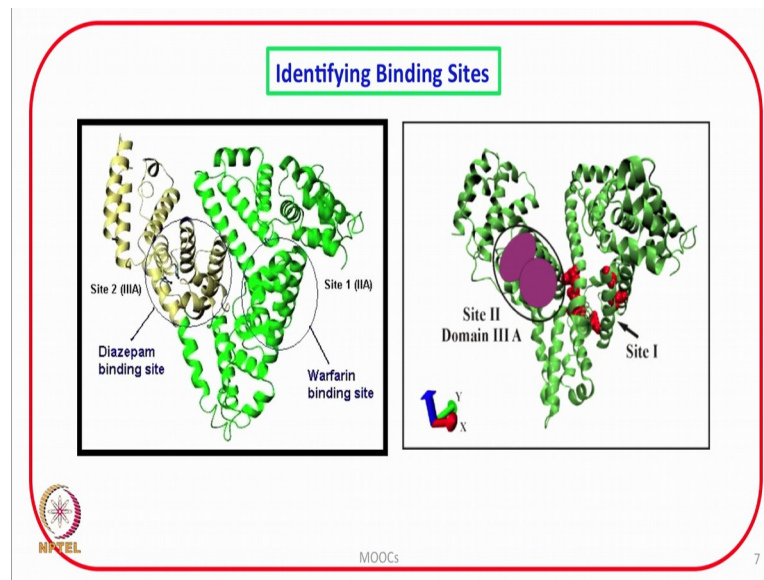 Identifying Binding Sites
Site 2 (IIIA)
Site 1 (IIA)
Diazepam
binding site
Warfarin
binding site
Site II
Domain III A
Site I
Y
X
NPTEL
MOOCs
7